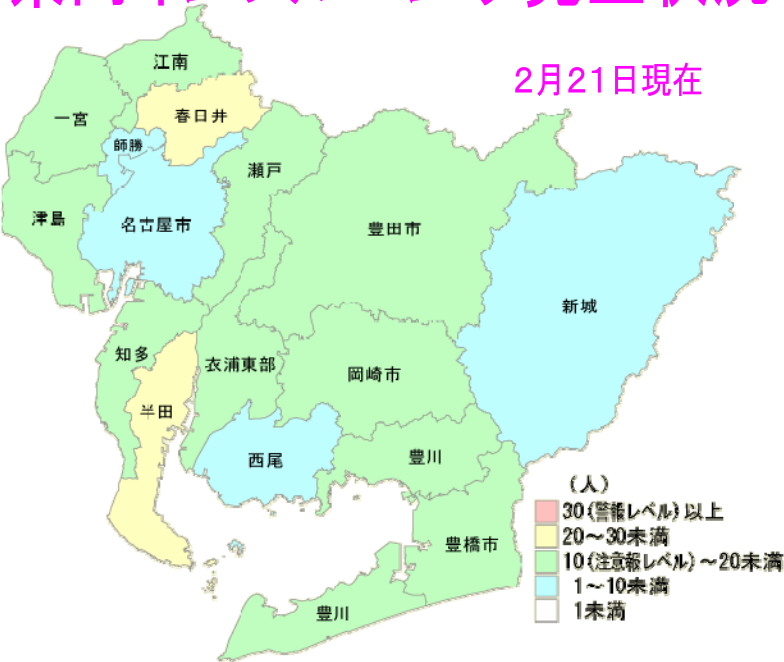 2月21日現在
江南
一宮
春日井
師勝
瀬戸
津島
名古屋市
豊田市
新城
知多
衣浦東部
岡崎市
半田
西尾
豊川
豊橋市
豊川
(人)
30(警報レベル)以上
20～30未満
10(注意報レベル)～20未満
1～10未満
1未満